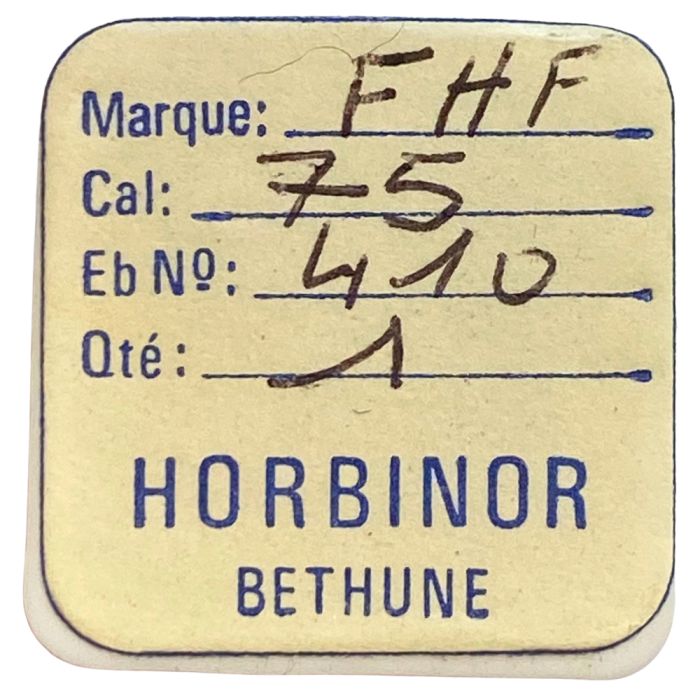 Marque: FHF
Cal: 75
Eb Nº: 410
Qté: 1
HORBINOR
BETHUNE